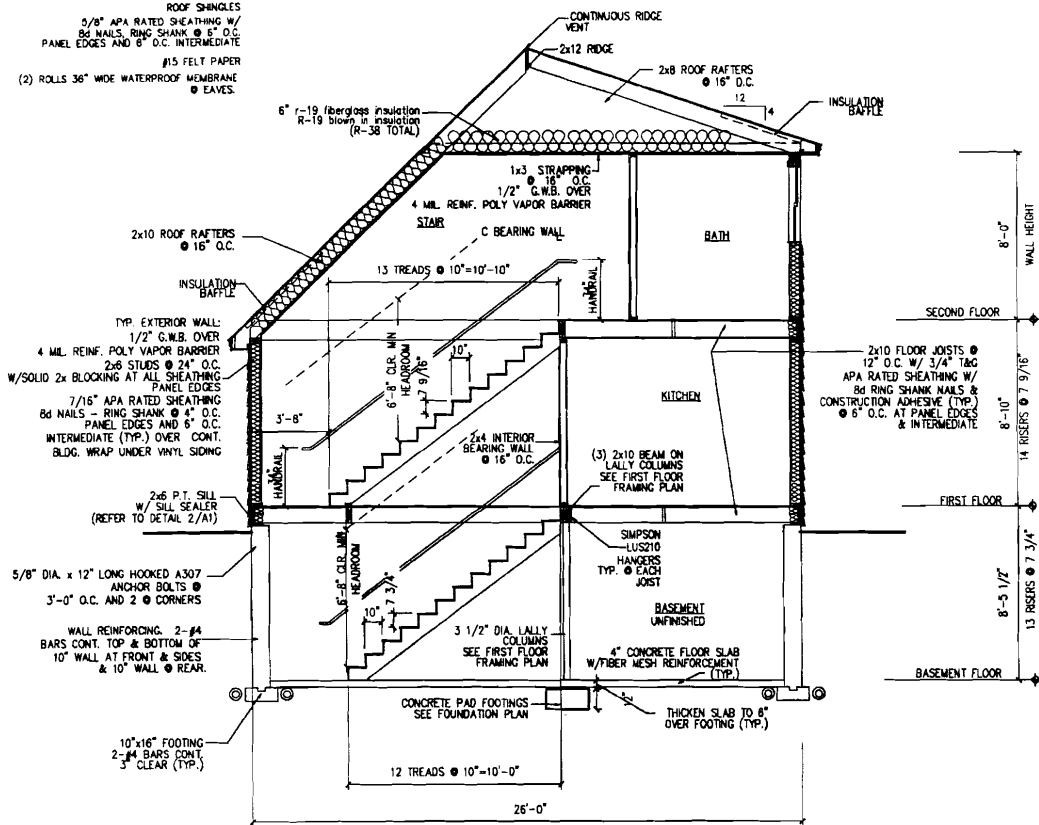 ROOF SHINGLES
5/8" APA RATED SHEATHING W/
8d NAILS, RING SHANK @ 6" O.C.
PANEL EDGES AND 6" O.C. INTERMEDIATE
#15 FELT PAPER
(2) ROLLS 36" WIDE WATERPROOF MEMBRANE
@ EAVES.
CONTINUOUS RIDGE
VENT
2x12 RIDGE
2x8 ROOF RAFTERS
@ 16" O.C.
12
4
INSULATION
BAFFLE
6" r-19 fiberglass insulation
R-19 blown in insulation
(R-38 TOTAL)
1x3 STRAPPING
@ 16" O.C.
1/2" G.W.B. OVER
4 MIL. REINF. POLY VAPOR BARRIER
STAIR
C BEARING WALL
BATH
8'-0"
WALL HEIGHT
2x10 ROOF RAFTERS
@ 16" O.C.
13 TREADS @ 10"=10'-10"
34"
HANDRAIL
INSULATION
BAFFLE
SECOND FLOOR
TYP. EXTERIOR WALL:
1/2" G.W.B. OVER
4 MIL. REINF. POLY VAPOR BARRIER
2x6 STUDS @ 24" O.C.
W/SOLID 2x BLOCKING AT ALL SHEATHING
PANEL EDGES
7/16" APA RATED SHEATHING
8d NAILS - RING SHANK @ 4" O.C.
PANEL EDGES AND 6" O.C.
INTERMEDIATE (TYP.) OVER CONT.
BLDG. WRAP UNDER VINYL SIDING
6'-8" CLR. MIN
HEADROOM
10"
7 9/16"
3'-8"
34"
HANDRAIL
KITCHEN
2x10 FLOOR JOISTS @
12" O.C. W/ 3/4" T&G
APA RATED SHEATHING W/
8d RING SHANK NAILS &
CONSTRUCTION ADHESIVE (TYP.)
@ 6" O.C. AT PANEL EDGES
& INTERMEDIATE
8'-10"
14 RISERS @ 7 9/16"
2x4 INTERIOR
BEARING WALL
@ 16" O.C.
(3) 2x10 BEAM ON
LALLY COLUMNS
SEE FIRST FLOOR
FRAMING PLAN
2x6 P.T. SILL
W/ SILL SEALER
(REFER TO DETAIL 2/A1)
FIRST FLOOR
SIMPSON
LUS210
HANGERS
TYP. @ EACH
JOIST
6'-8" CLR. MIN
HEADROOM
10"
7 3/4"
5/8" DIA. x 12" LONG HOOKED A307
ANCHOR BOLTS @
3'-0" O.C. AND 2 @ CORNERS
WALL REINFORCING. 2-#4
BARS CONT. TOP & BOTTOM OF
10" WALL AT FRONT & SIDES
& 10" WALL @ REAR.
3 1/2" DIA. LALLY
COLUMNS
SEE FIRST FLOOR
FRAMING PLAN
BASEMENT
UNFINISHED
4" CONCRETE FLOOR SLAB
W/FIBER MESH REINFORCEMENT
(TYP.)
8'-5 1/2"
13 RISERS @ 7 3/4"
BASEMENT FLOOR
CONCRETE PAD FOOTINGS
SEE FOUNDATION PLAN
THICKEN SLAB TO 8"
OVER FOOTING (TYP.)
10"x16" FOOTING
2-#4 BARS CONT.
3" CLEAR (TYP.)
12 TREADS @ 10"=10'-0"
26'-0"